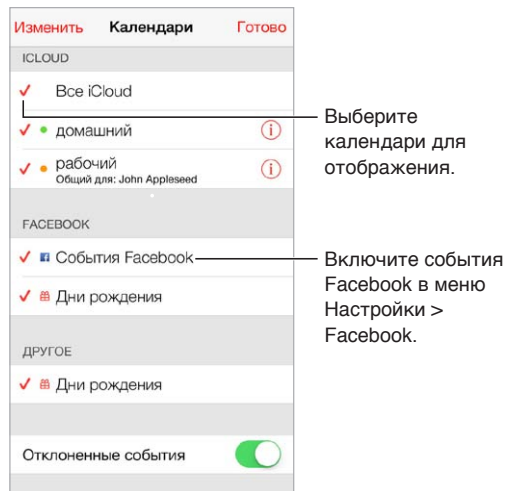 Изменить Календари Готово
ICLOUD
Все iCloud
домашний
рабочий
Общий для: John Appleseed
Выберите
календари для
отображения.
FACEBOOK
События Facebook
Дни рождения
Включите события
Facebook в меню
Настройки >
Facebook.
ДРУГОЕ
Дни рождения
Отклоненные события